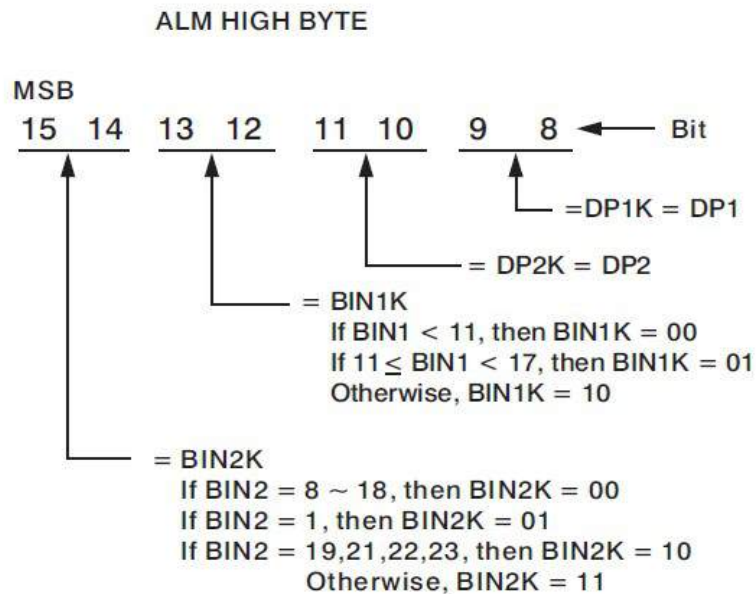 ALM HIGH BYTE
MSB
15 14 13 12 11 10 9 8 Bit
=DP1K = DP1
= DP2K = DP2
= BIN1K
If BIN1 < 11, then BIN1K = 00
If 11 ≤ BIN1 < 17, then BIN1K = 01
Otherwise, BIN1K = 10
= BIN2K
If BIN2 = 8 ~ 18, then BIN2K = 00
If BIN2 = 1, then BIN2K = 01
If BIN2 = 19,21,22,23, then BIN2K = 10
Otherwise, BIN2K = 11